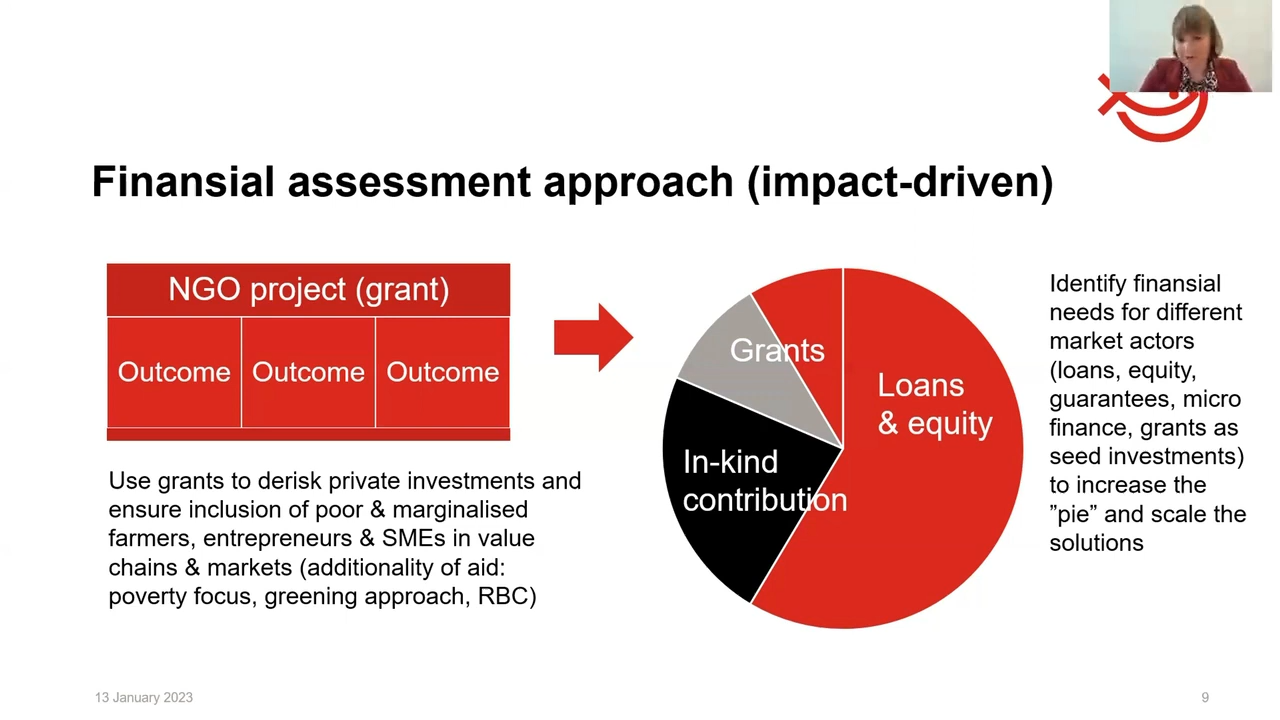 Finansial assessment approach (impact-driven)
NGO project (grant)
Outcome Outcome Outcome
Use grants to derisk private investments and
ensure inclusion of poor & marginalised
farmers, entrepreneurs & SMEs in value
chains & markets (additionality of aid:
poverty focus, greening approach, RBC)
Grants
Loans
& equity
In-kind
contribution
Identify finansial
needs for different
market actors
(loans, equity,
guarantees, micro
finance, grants as
seed investments)
to increase the
”pie” and scale the
solutions
13 January 2023
9